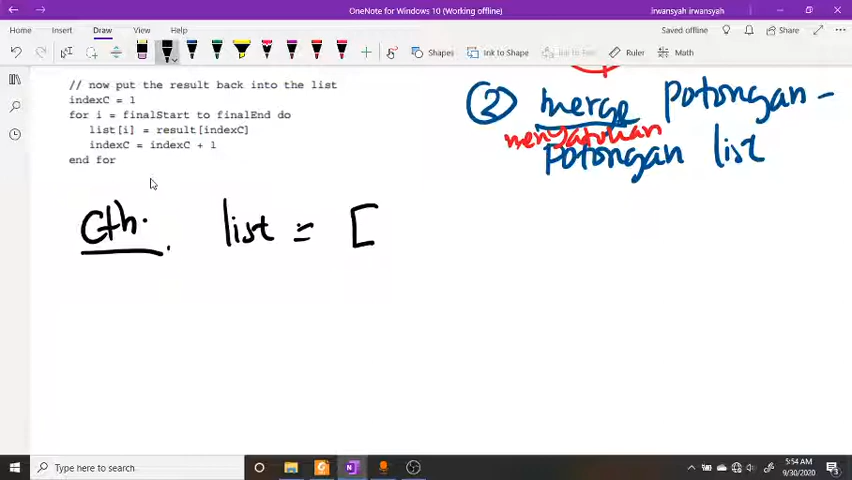 OneNote for Windows 10 (Working offline)
irwansyah irwansyah
Home Insert Draw View Help
Saved offline Share
Shapes Ink to Shape Ruler Math
// now put the result back into the list
indexC = 1
for i = finalStart to finalEnd do
list[i] = result[indexC]
indexC = indexC + 1
end for
② merge potongan -
menyatukan
potongan list
Cth. list = [
Type here to search
5:54 AM
9/30/2020
3